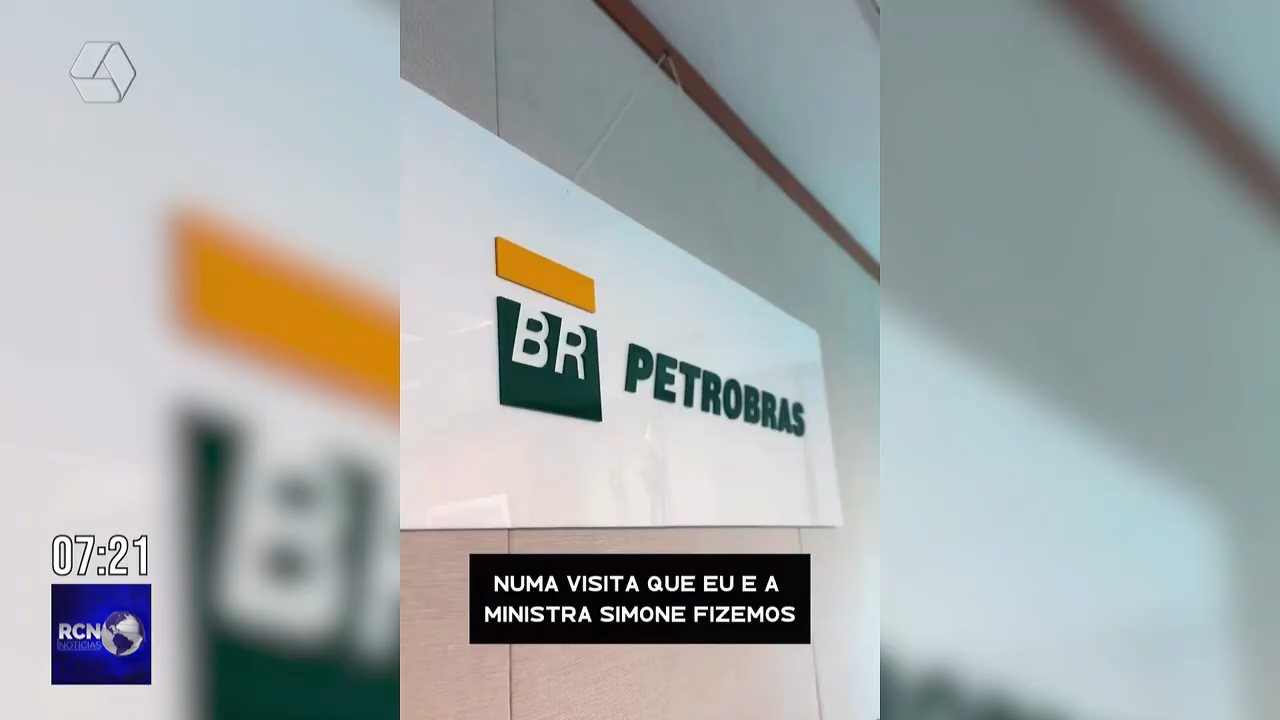 BR PETROBRAS
07:21
RCN
NOTÍCIAS
NUMA VISITA QUE EU E A
MINISTRA SIMONE FIZEMOS